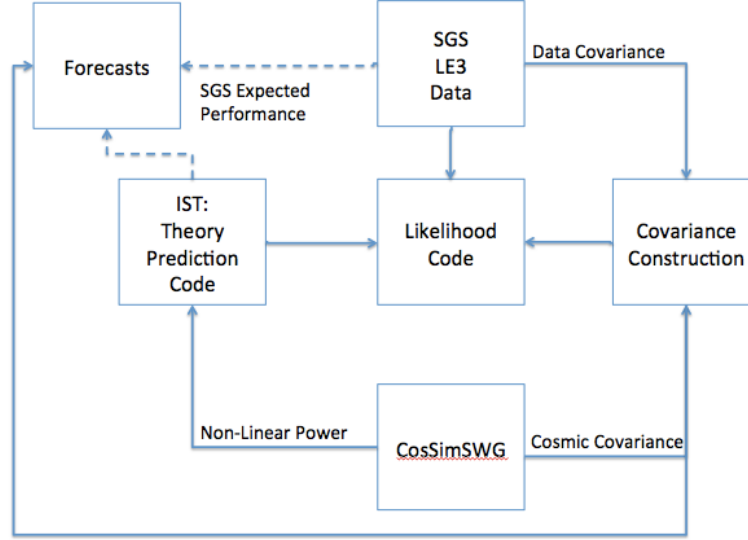 Forecasts
SGS
LE3
Data
Data Covariance
SGS Expected
Performance
IST:
Theory
Prediction
Code
Likelihood
Code
Covariance
Construction
Non-Linear Power
CosSimSWG
Cosmic Covariance